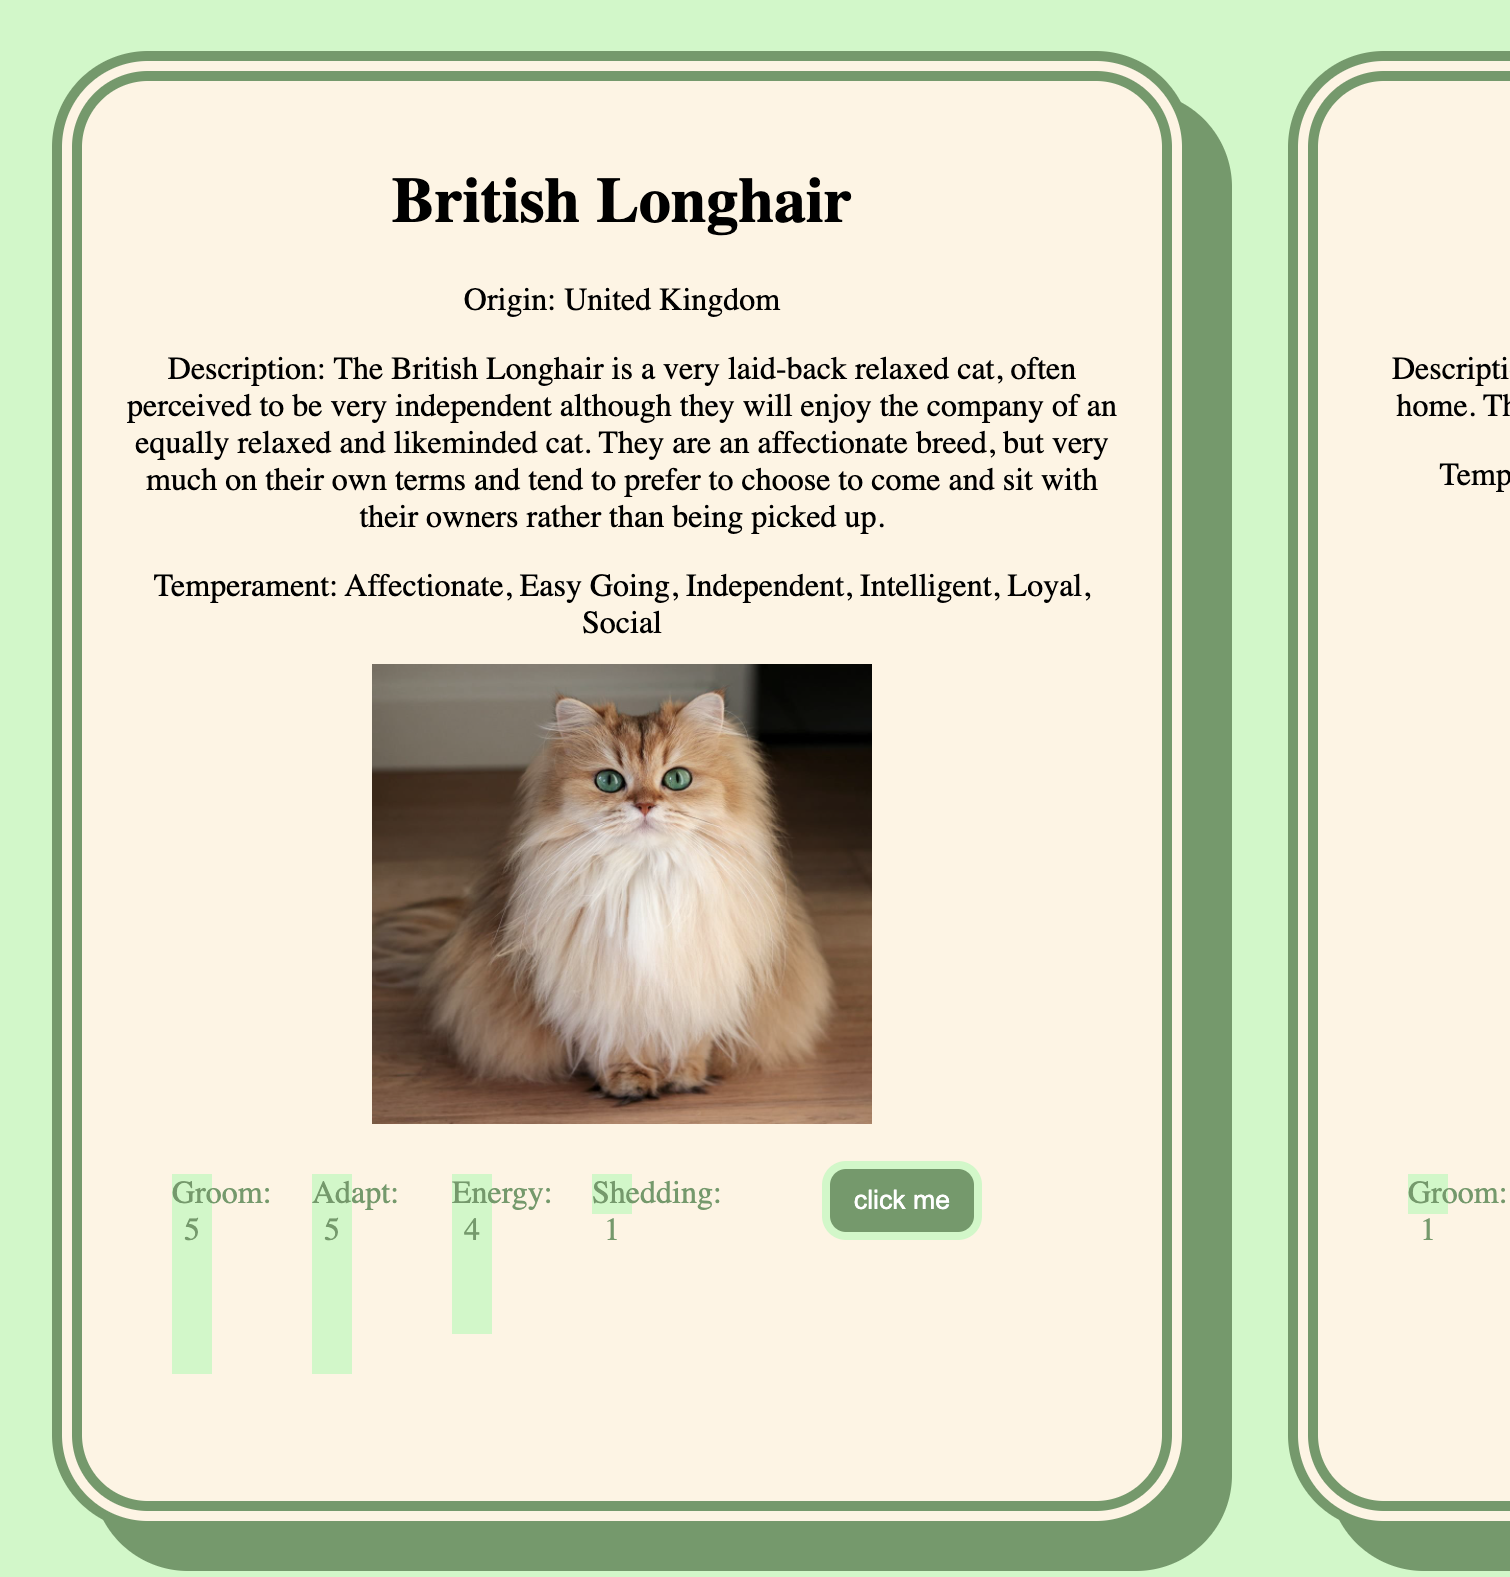 British Longhair
Origin: United Kingdom
Description: The British Longhair is a very laid-back relaxed cat, often
perceived to be very independent although they will enjoy the company of an
equally relaxed and likeminded cat. They are an affectionate breed, but very
much on their own terms and tend to prefer to choose to come and sit with
their owners rather than being picked up.
Temperament: Affectionate, Easy Going, Independent, Intelligent, Loyal,
Social
Groom: Adapt: Energy: Shedding:
5 5 4 1
click me
Descripti
home. Th
Temp
Groom:
1